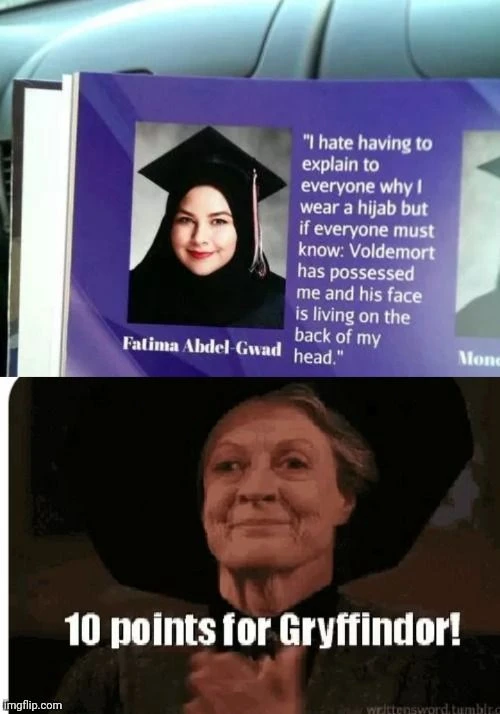 "I hate having to
explain to
everyone why I
wear a hijab but
if everyone must
know: Voldemort
has possessed
me and his face
is living on the
back of my
head."
Fatima Abdel-Gwad
10 points for Gryffindor!
imgflip.com
writtensword.tumblr.c